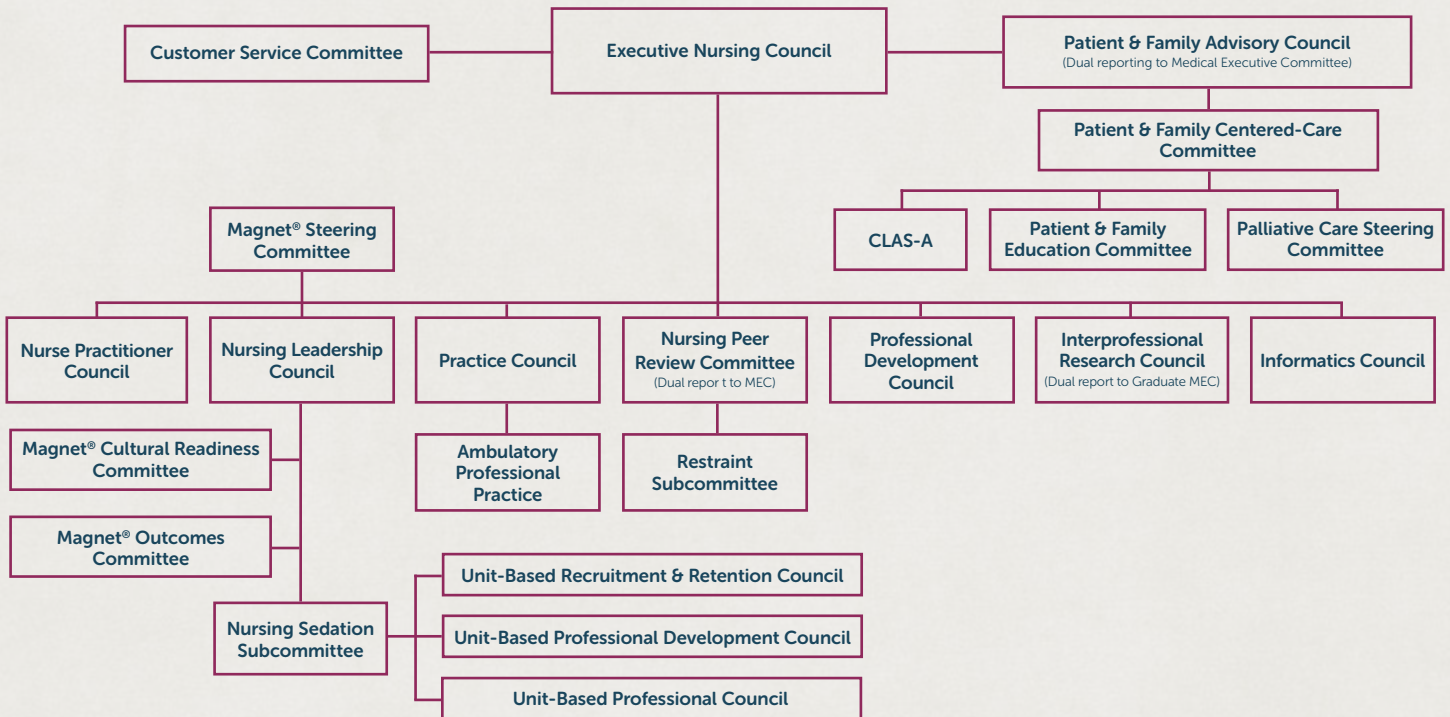 Customer Service Committee
Executive Nursing Council
Patient & Family Advisory Council
(Dual reporting to Medical Executive Committee)
Patient & Family Centered-Care
Committee
CLAS-A
Patient & Family
Education Committee
Palliative Care Steering
Committee
Magnet® Steering
Committee
Nurse Practitioner
Council
Nursing Leadership
Council
Practice Council
Nursing Peer
Review Committee
(Dual repor t to MEC)
Professional
Development
Council
Interprofessional
Research Council
(Dual report to Graduate MEC)
Informatics Council
Magnet® Cultural Readiness
Committee
Ambulatory
Professional
Practice
Restraint
Subcommittee
Magnet® Outcomes
Committee
Nursing Sedation
Subcommittee
Unit-Based Recruitment & Retention Council
Unit-Based Professional Development Council
Unit-Based Professional Council